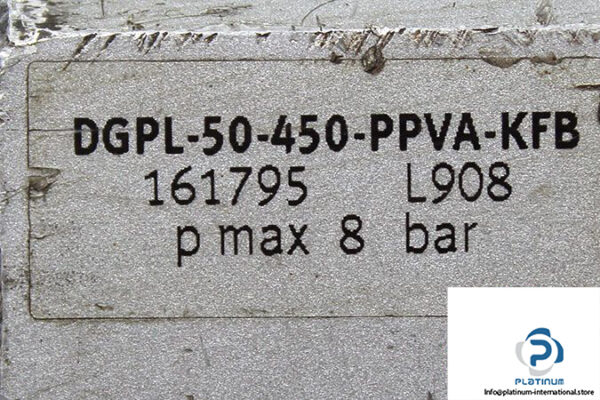 DGPL-50-450-PPVA-KFB
161795 L908
p max 8 bar
PLATINUM
Info@platinum-international.store